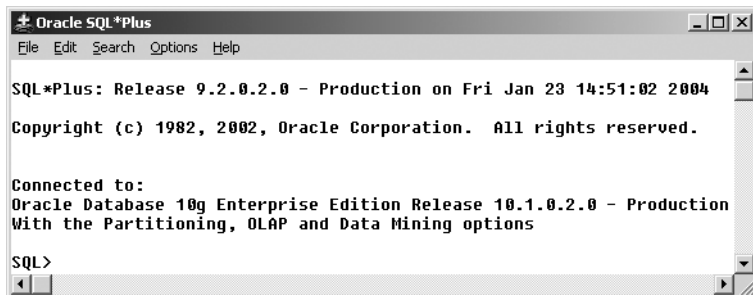 Oracle SQL*Plus
File Edit Search Options Help
SQL*Plus: Release 9.2.0.2.0 - Production on Fri Jan 23 14:51:02 2004
Copyright (c) 1982, 2002, Oracle Corporation.  All rights reserved.
Connected to:
Oracle Database 10g Enterprise Edition Release 10.1.0.2.0 - Production
With the Partitioning, OLAP and Data Mining options
SQL>